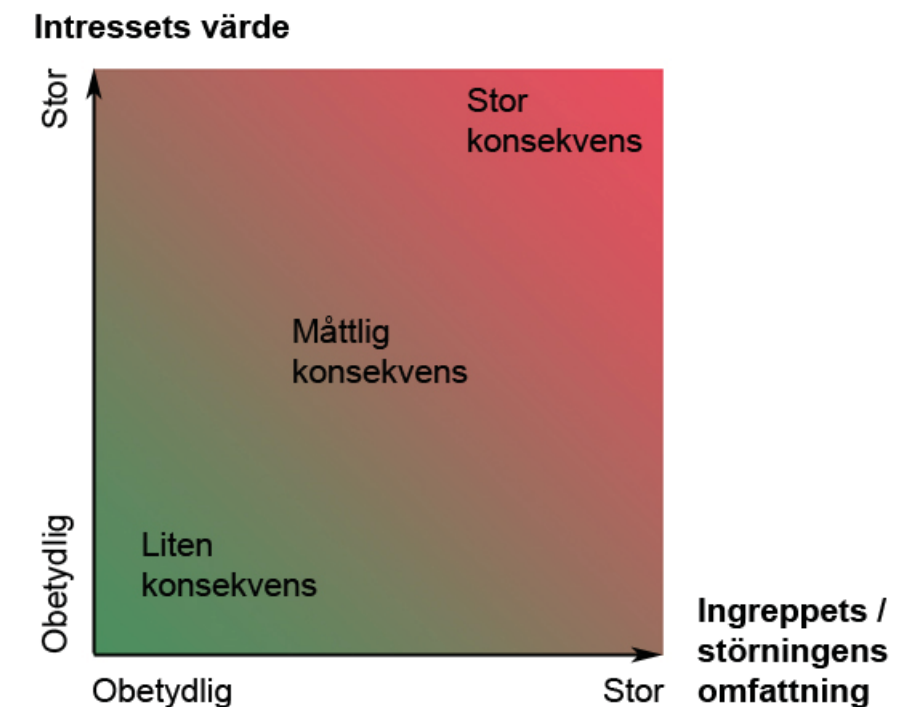 Intressets värde
Stor
Stor
konsekvens
Måttlig
konsekvens
Liten
konsekvens
Obetydlig
Ingreppets /
störningens
omfattning
Obetydlig
Stor